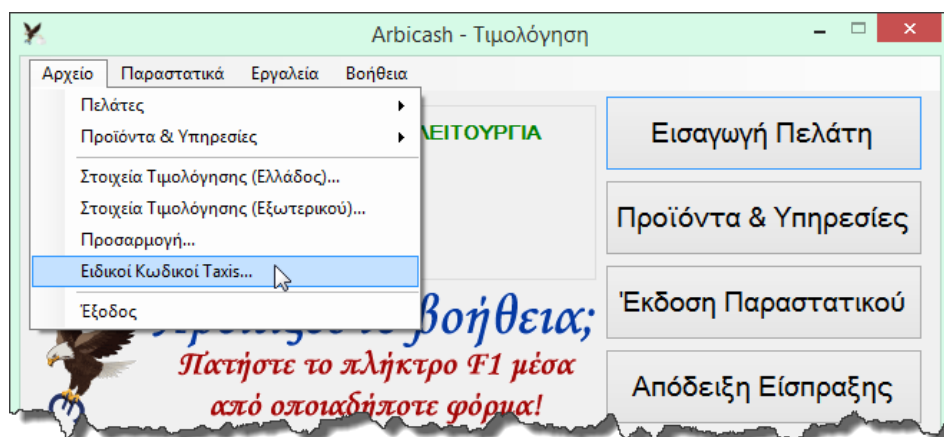 Arbicash - Τιμολόγηση
Αρχείο Παραστατικά Εργαλεία Βοήθεια
Πελάτες
Προϊόντα & Υπηρεσίες
Στοιχεία Τιμολόγησης (Ελλάδος)...
Στοιχεία Τιμολόγησης (Εξωτερικού)...
Προσαρμογή...
Ειδικοί Κωδικοί Taxis...
Έξοδος
Εισαγωγή Πελάτη
Προϊόντα & Υπηρεσίες
Έκδοση Παραστατικού
Απόδειξη Είσπραξης
βοήθεια;
Πατήστε το πλήκτρο F1 μέσα
από οποιαδήποτε φόρμα!